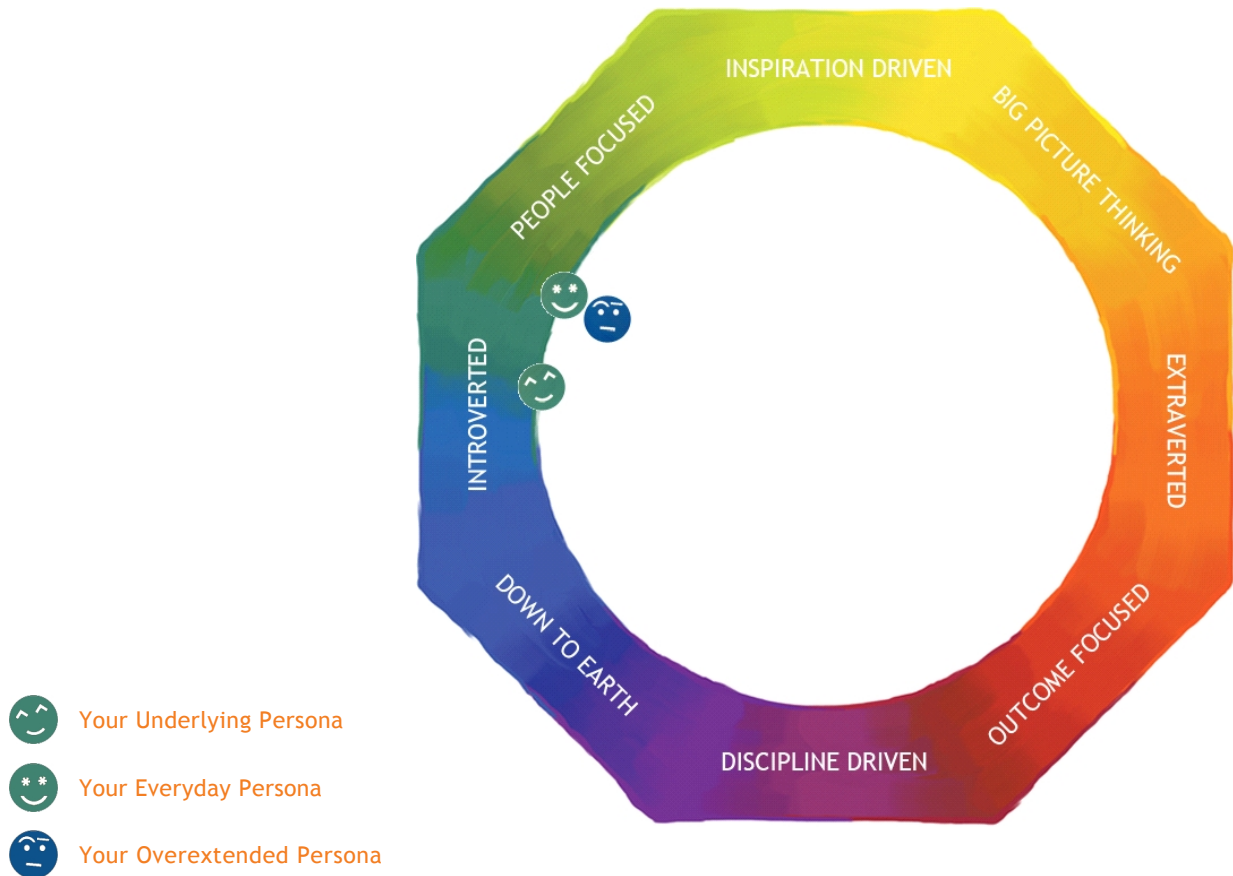 INSPIRATION DRIVEN
BIG PICTURE THINKING
PEOPLE FOCUSED
INTROVERTED
EXTRAVERTED
DOWN TO EARTH
OUTCOME FOCUSED
DISCIPLINE DRIVEN
Your Underlying Persona
Your Everyday Persona
Your Overextended Persona